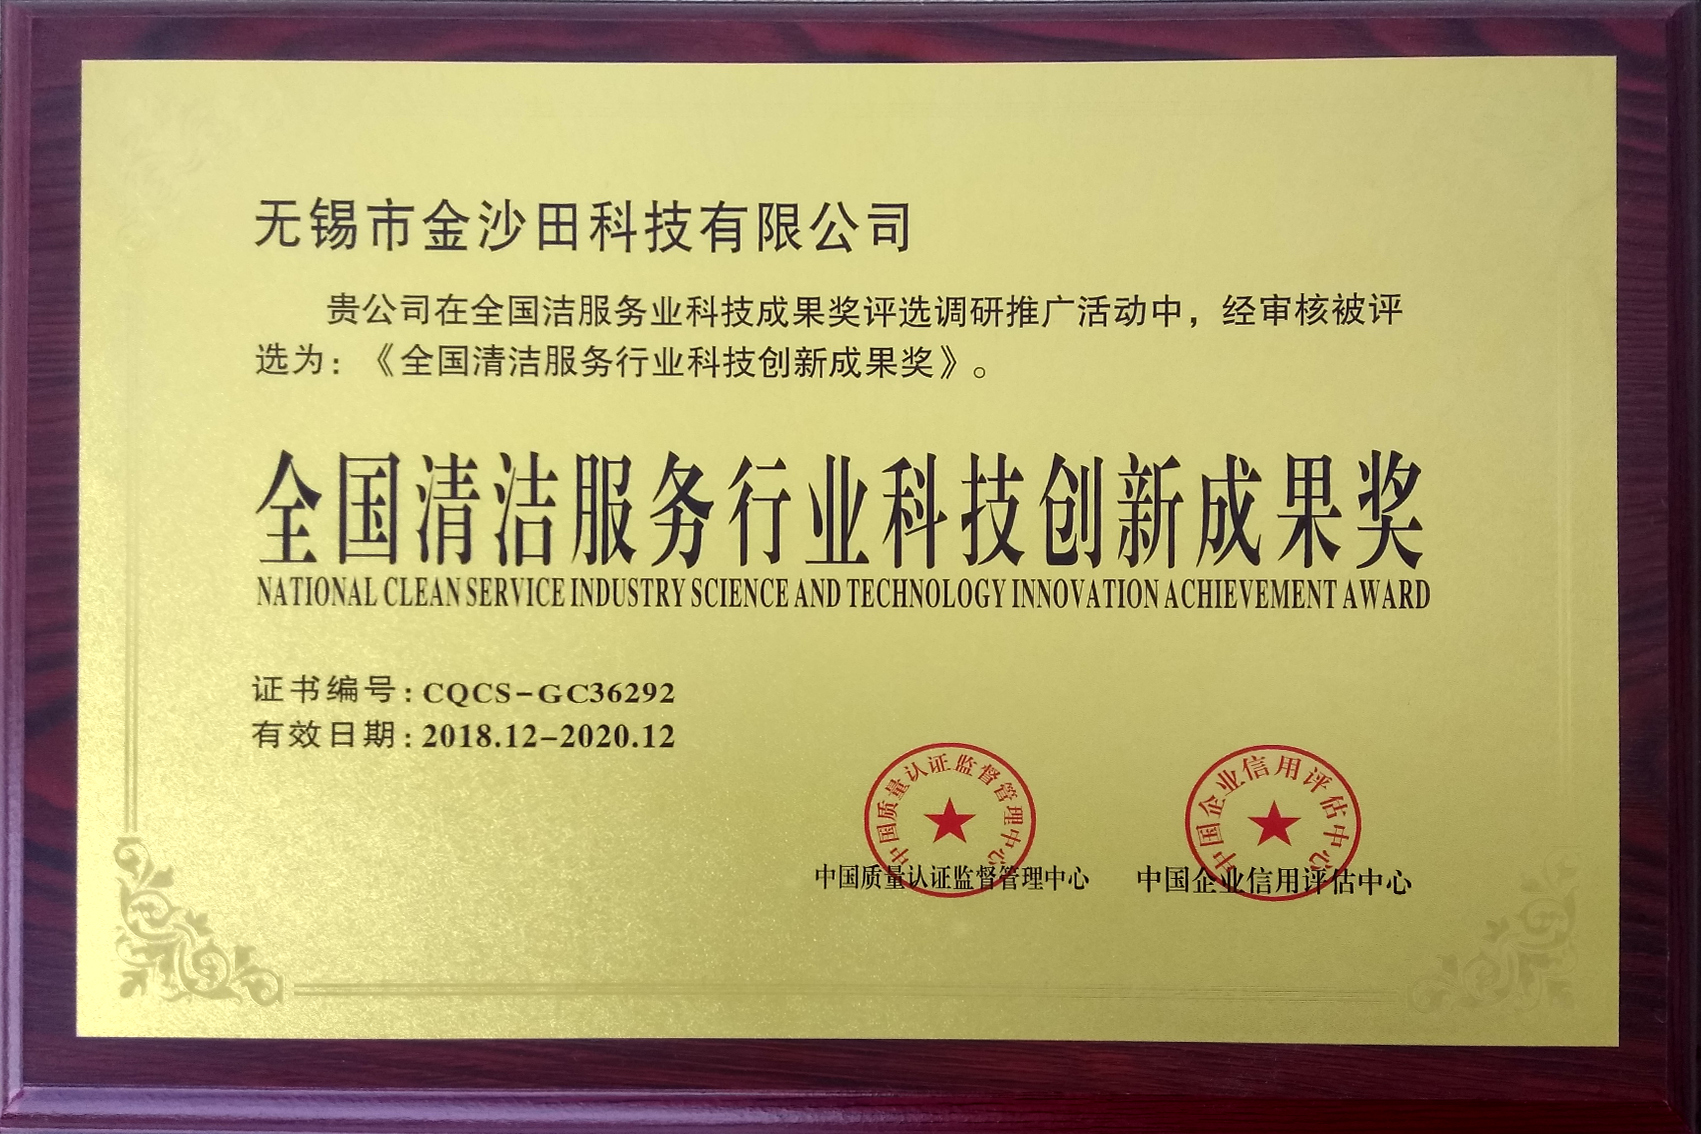 无锡市金沙田科技有限公司
贵公司在全国洁服务业科技成果奖评选调研推广活动中，经审核被评
选为：《全国清洁服务行业科技创新成果奖》。
全国清洁服务行业科技创新成果奖
NATIONAL CLEAN SERVICE INDUSTRY SCIENCE AND TECHNOLOGY INNOVATION ACHIEVEMENT AWARD
证书编号：CQCS-GC36292
有效日期：2018.12-2020.12
中国质量认证监督管理中心
中国企业信用评估中心
中国质量认证监督管理中心
中国企业信用评估中心